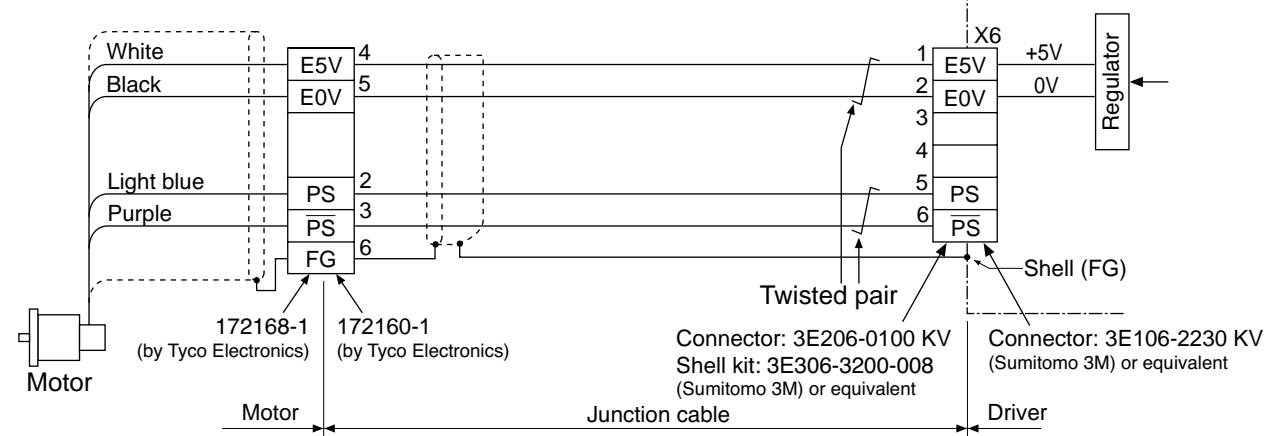 X6
White
4
1
+5V
E5V
E5V
Black
5
2
0V
E0V
E0V
Regulator
3
4
Light blue
2
5
PS
PS
Purple
3
6
P̅S̅
P̅S̅
6
FG
Shell (FG)
Twisted pair
172168-1
(by Tyco Electronics)
172160-1
(by Tyco Electronics)
Connector: 3E206-0100 KV
Shell kit: 3E306-3200-008
(Sumitomo 3M) or equivalent
Connector: 3E106-2230 KV
(Sumitomo 3M) or equivalent
Motor
Motor
Junction cable
Driver